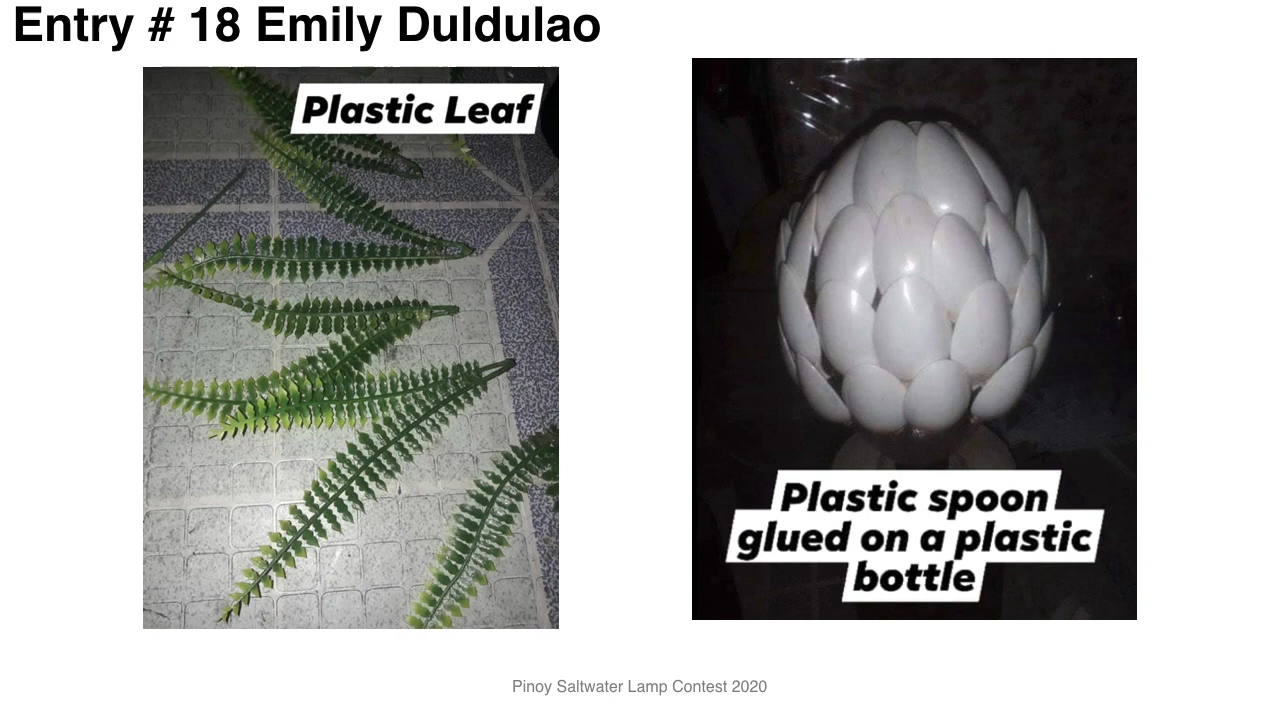 Entry # 18 Emily Duldulao
Plastic Leaf
Plastic spoon
glued on a plastic
bottle
Pinoy Saltwater Lamp Contest 2020